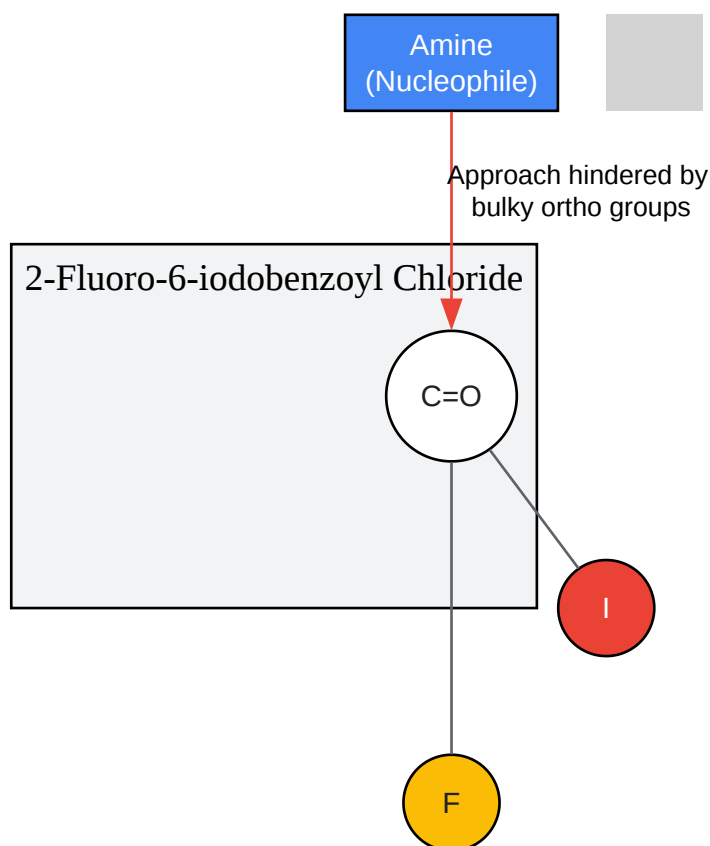 Amine
(Nucleophile)
Approach hindered by
bulky ortho groups
2-Fluoro-6-iodobenzoyl Chloride
C=O
I
F